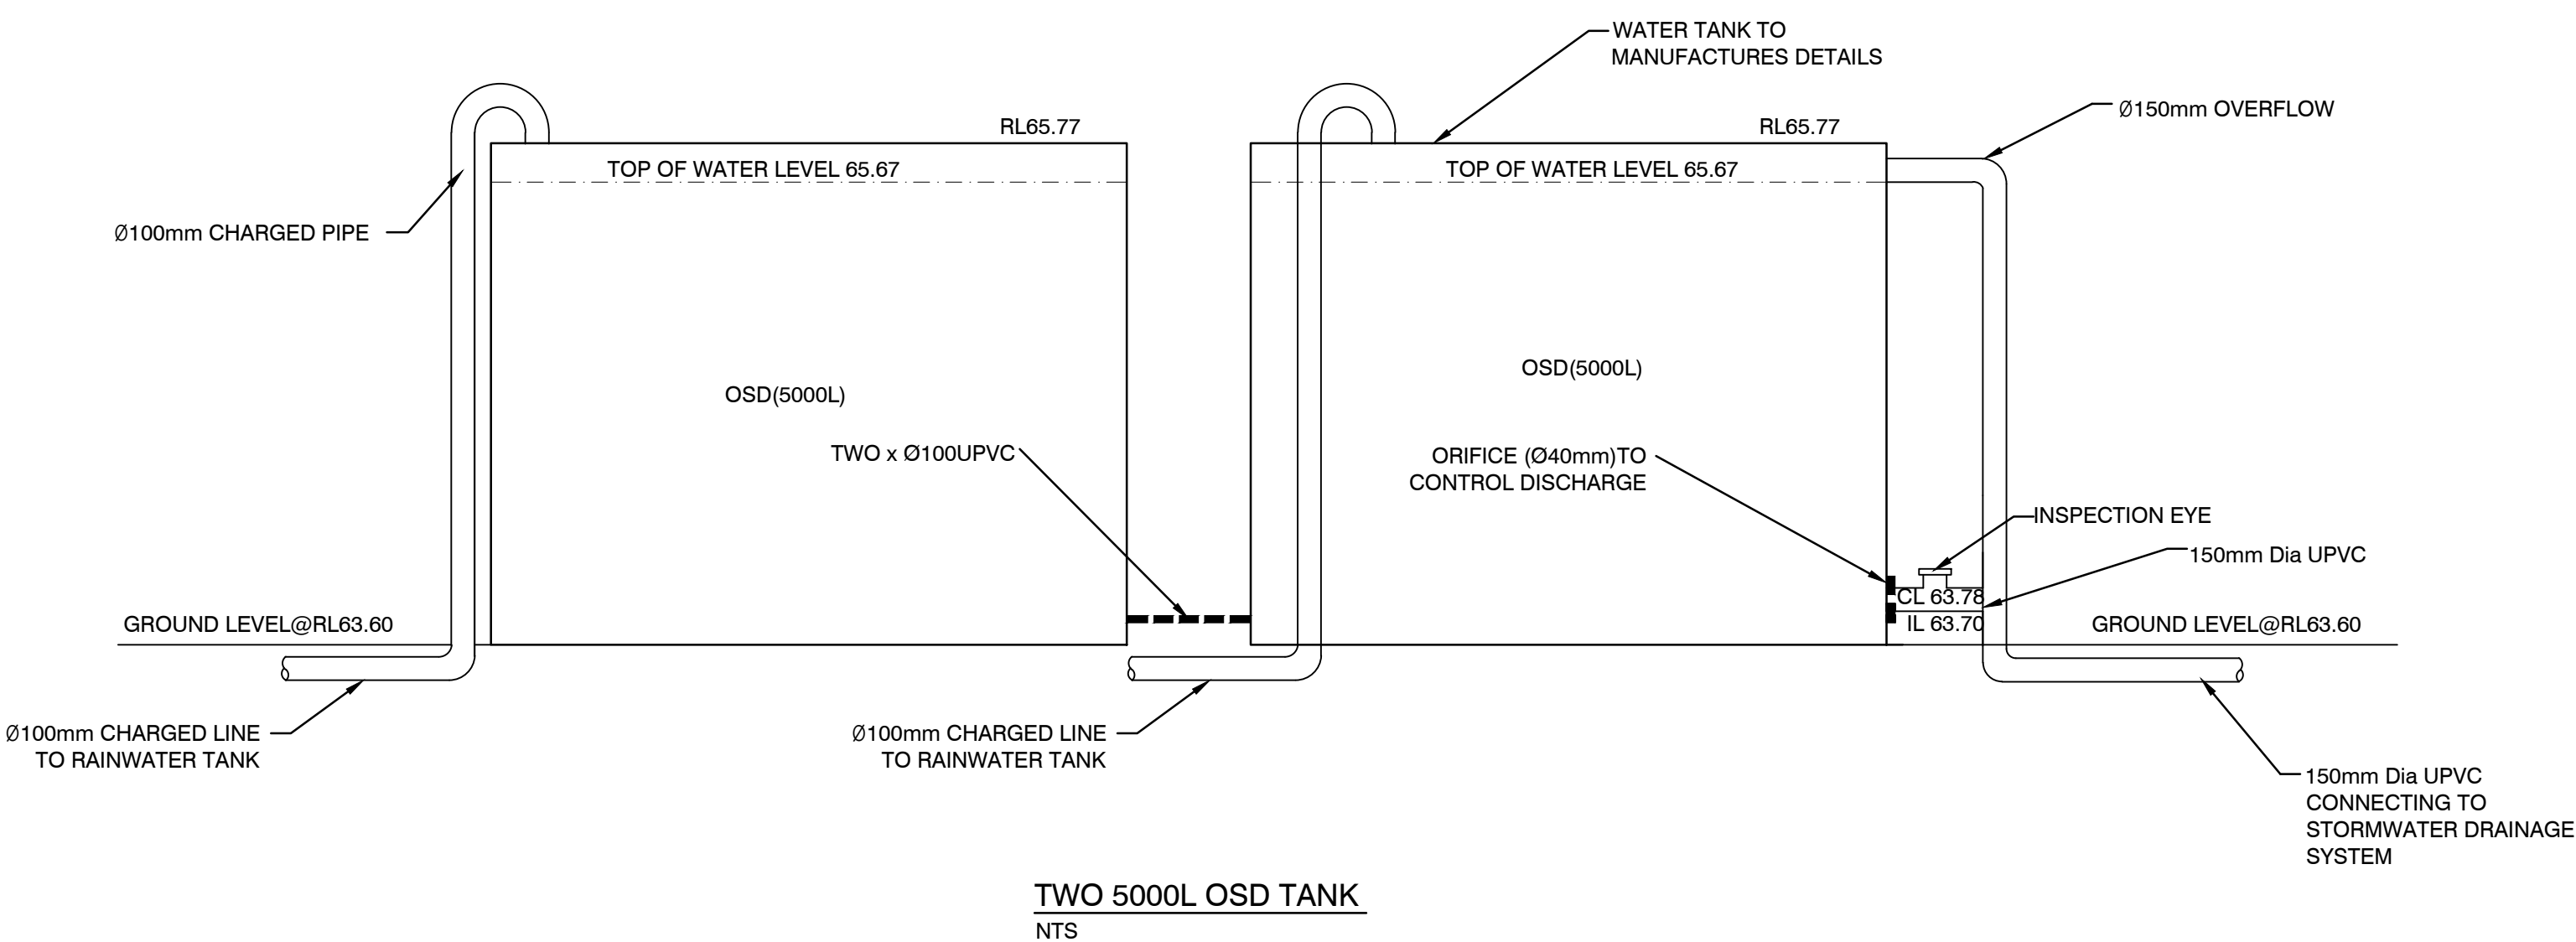 WATER TANK TO
MANUFACTURES DETAILS
Ø150mm OVERFLOW
RL65.77
RL65.77
TOP OF WATER LEVEL 65.67
TOP OF WATER LEVEL 65.67
Ø100mm CHARGED PIPE
OSD(5000L)
OSD(5000L)
TWO x Ø100UPVC
ORIFICE (Ø40mm)TO
CONTROL DISCHARGE
INSPECTION EYE
150mm Dia UPVC
CL 63.78
IL 63.70
GROUND LEVEL@RL63.60
GROUND LEVEL@RL63.60
Ø100mm CHARGED LINE
TO RAINWATER TANK
Ø100mm CHARGED LINE
TO RAINWATER TANK
150mm Dia UPVC
CONNECTING TO
STORMWATER DRAINAGE
SYSTEM
TWO 5000L OSD TANK
NTS